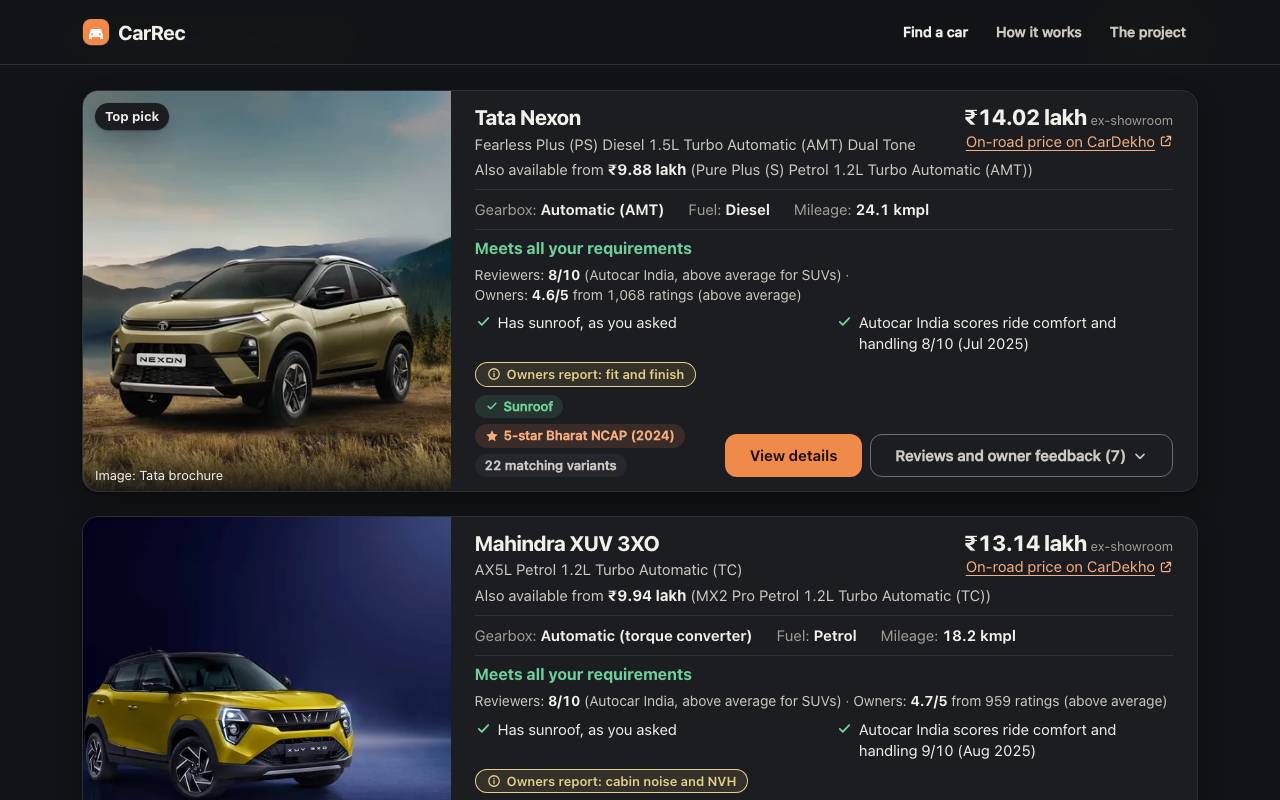 CarRec
Find a car
How it works
The project
Top pick
NEXON
Image: Tata brochure
Tata Nexon
₹14.02 lakh ex-showroom
Fearless Plus (PS) Diesel 1.5L Turbo Automatic (AMT) Dual Tone
On-road price on CarDekho
Also available from ₹9.88 lakh (Pure Plus (S) Petrol 1.2L Turbo Automatic (AMT))
Gearbox: Automatic (AMT) Fuel: Diesel Mileage: 24.1 kmpl
Meets all your requirements
Reviewers: 8/10 (Autocar India, above average for SUVs) ·
Owners: 4.6/5 from 1,068 ratings (above average)
Has sunroof, as you asked
Autocar India scores ride comfort and
handling 8/10 (Jul 2025)
Owners report: fit and finish
Sunroof
5-star Bharat NCAP (2024)
22 matching variants
View details
Reviews and owner feedback (7)
XUV 3XO
Mahindra XUV 3XO
₹13.14 lakh ex-showroom
AX5L Petrol 1.2L Turbo Automatic (TC)
On-road price on CarDekho
Also available from ₹9.94 lakh (MX2 Pro Petrol 1.2L Turbo Automatic (TC))
Gearbox: Automatic (torque converter) Fuel: Petrol Mileage: 18.2 kmpl
Meets all your requirements
Reviewers: 8/10 (Autocar India, above average for SUVs) · Owners: 4.7/5 from 959 ratings (above average)
Has sunroof, as you asked
Autocar India scores ride comfort and
handling 9/10 (Aug 2025)
Owners report: cabin noise and NVH